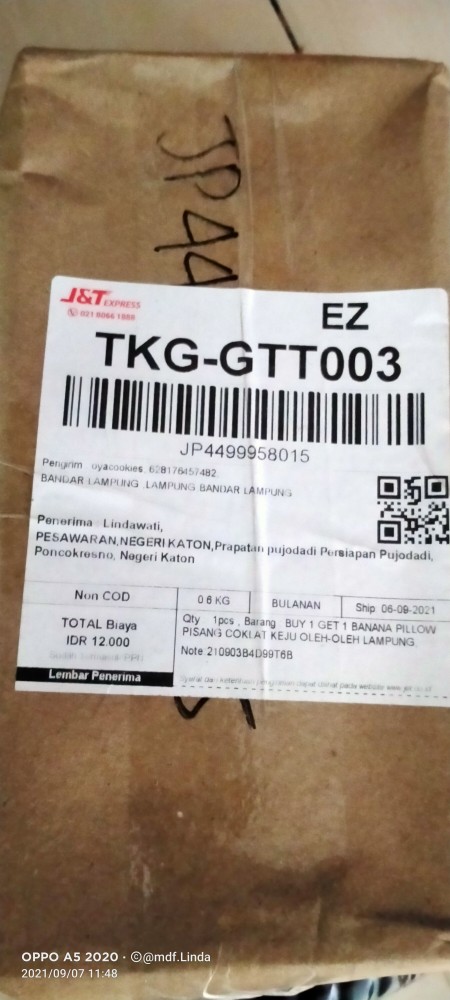 JP44
J&T EXPRESS
021 8066 1888
EZ
TKG-GTT003
JP4499958015
Pengirim : oyacookies, 628176457482
BANDAR LAMPUNG ,LAMPUNG BANDAR LAMPUNG
Penerima : Lindawati,
PESAWARAN,NEGERI KATON,Prapatan pujodadi Persiapan Pujodadi,
Poncokresno, Negeri Katon
Non COD
0.6 KG
BULANAN
Ship 06-09-2021
TOTAL Biaya
IDR 12.000
Qty 1pcs , Barang : BUY 1 GET 1 BANANA PILLOW
PISANG COKLAT KEJU OLEH-OLEH LAMPUNG
Note:210903B4D99T6B
Lembar Penerima
OPPO A5 2020 · ©@mdf.Linda
2021/09/07 11:48